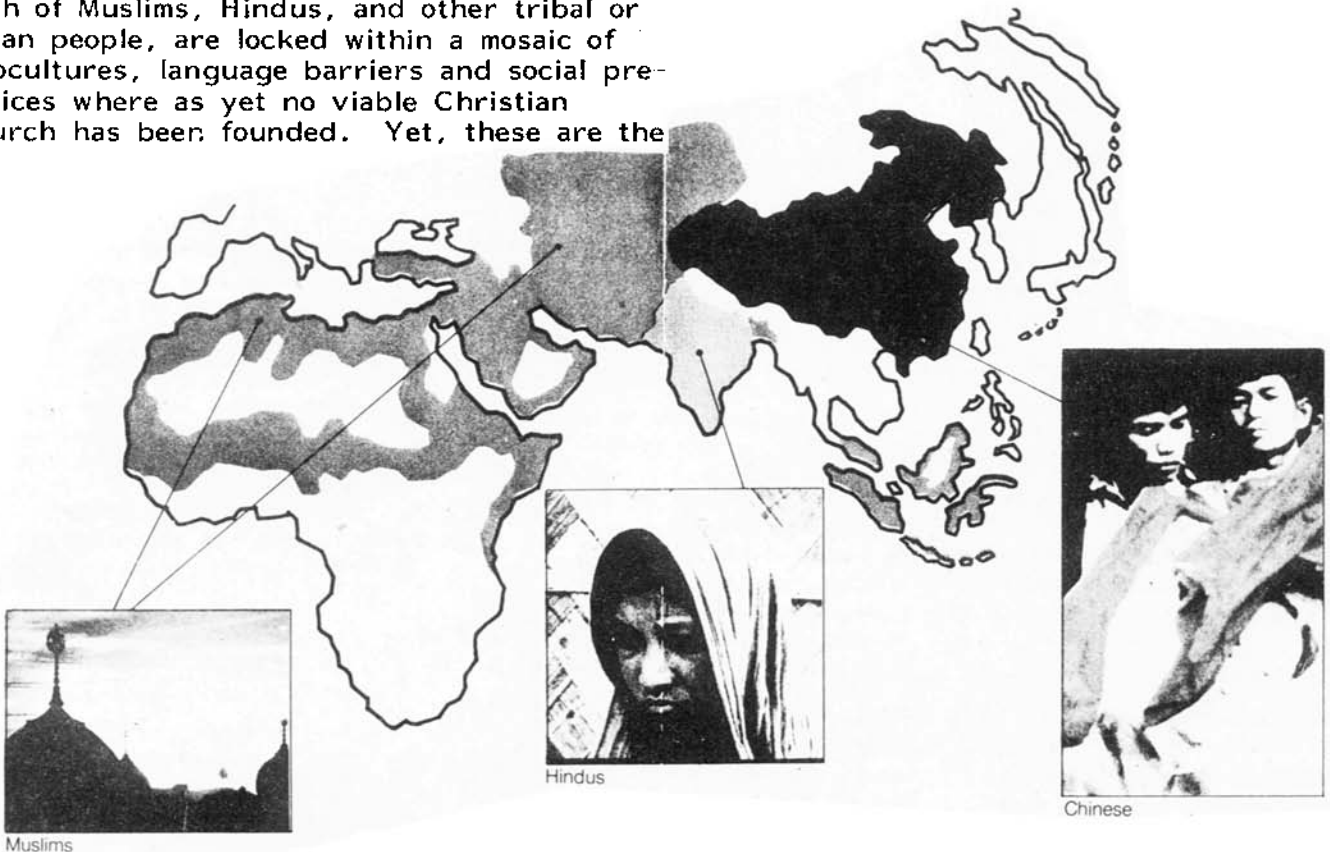 h of Muslims, Hindus, and other tribal or
an people, are locked within a mosaic of
ocultures, language barriers and social pre-
ices where as yet no viable Christian
urch has been founded. Yet, these are the
Hindus
Chinese
Muslims